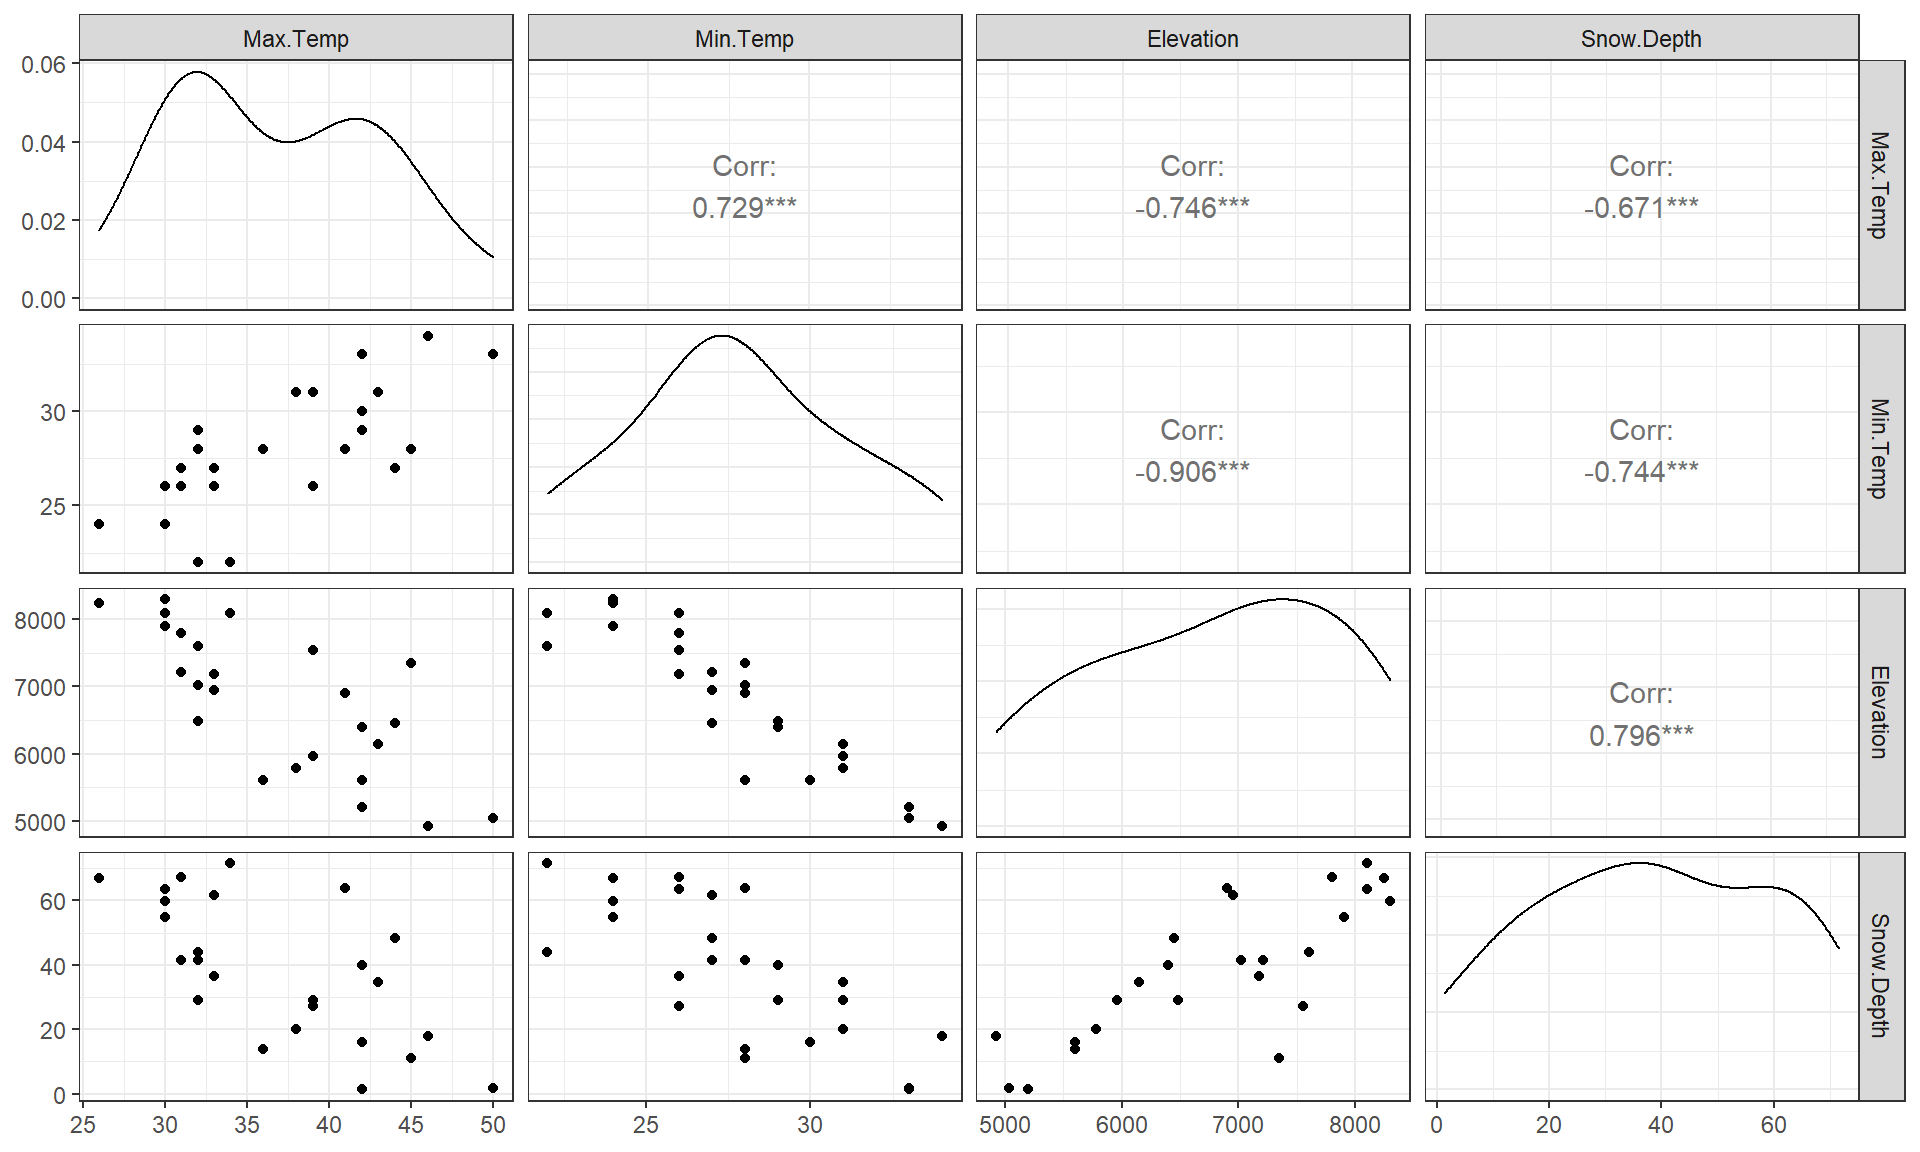 Max.Temp
Min.Temp
Elevation
Snow.Depth
0.06
0.04
0.02
0.00
Corr:
0.729***
Corr:
-0.746***
Corr:
-0.671***
Max.Temp
30
25
Corr:
-0.906***
Corr:
-0.744***
Min.Temp
8000
7000
6000
5000
Corr:
0.796***
Elevation
60
40
20
0
Snow.Depth
25 30 35 40 45 50
25 30
5000 6000 7000 8000
0 20 40 60